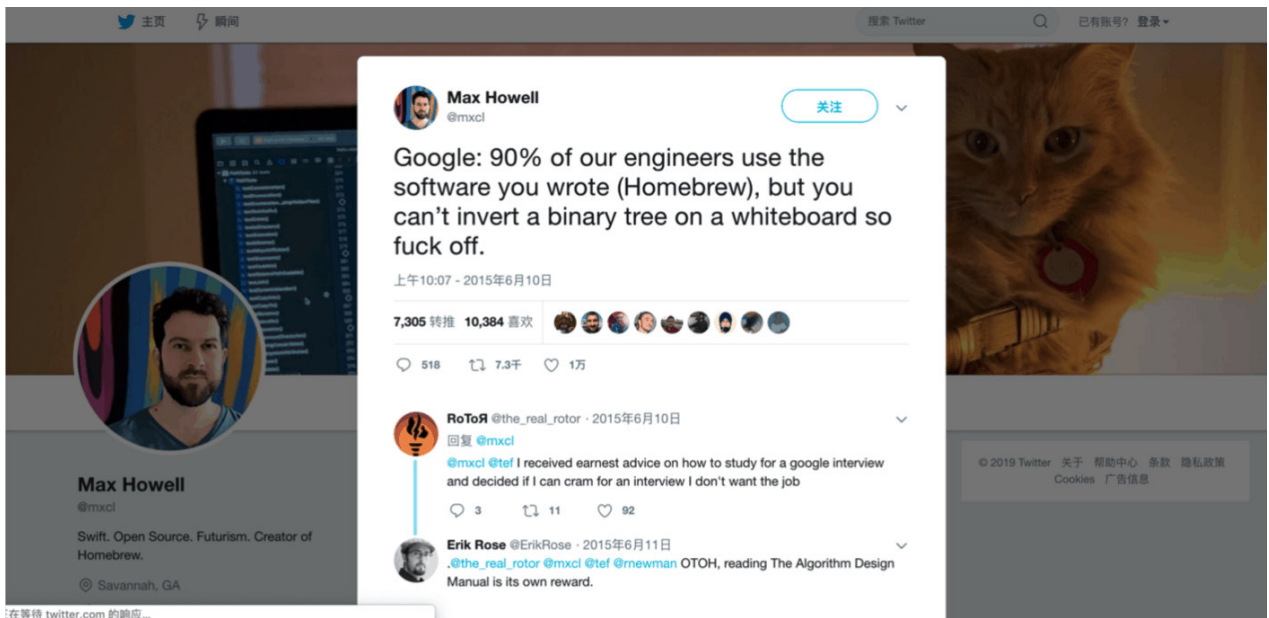 主页 瞬间 搜索 Twitter 已有账号? 登录
Max Howell
@mxcl
关注
Google: 90% of our engineers use the
software you wrote (Homebrew), but you
can't invert a binary tree on a whiteboard so
fuck off.
上午10:07 - 2015年6月10日
7,305 转推 10,384 喜欢
518 7.3千 1万
RoToЯ @the_real_rotor · 2015年6月10日
回复 @mxcl
@mxcl @tef I received earnest advice on how to study for a google interview
and decided if I can cram for an interview I don't want the job
3 11 92
Erik Rose @ErikRose · 2015年6月11日
.@the_real_rotor @mxcl @tef @rnewman OTOH, reading The Algorithm Design
Manual is its own reward.
Max Howell
@mxcl
Swift. Open Source. Futurism. Creator of
Homebrew.
Savannah, GA
© 2019 Twitter 关于 帮助中心 条款 隐私政策
Cookies 广告信息
正在等待 twitter.com 的响应...